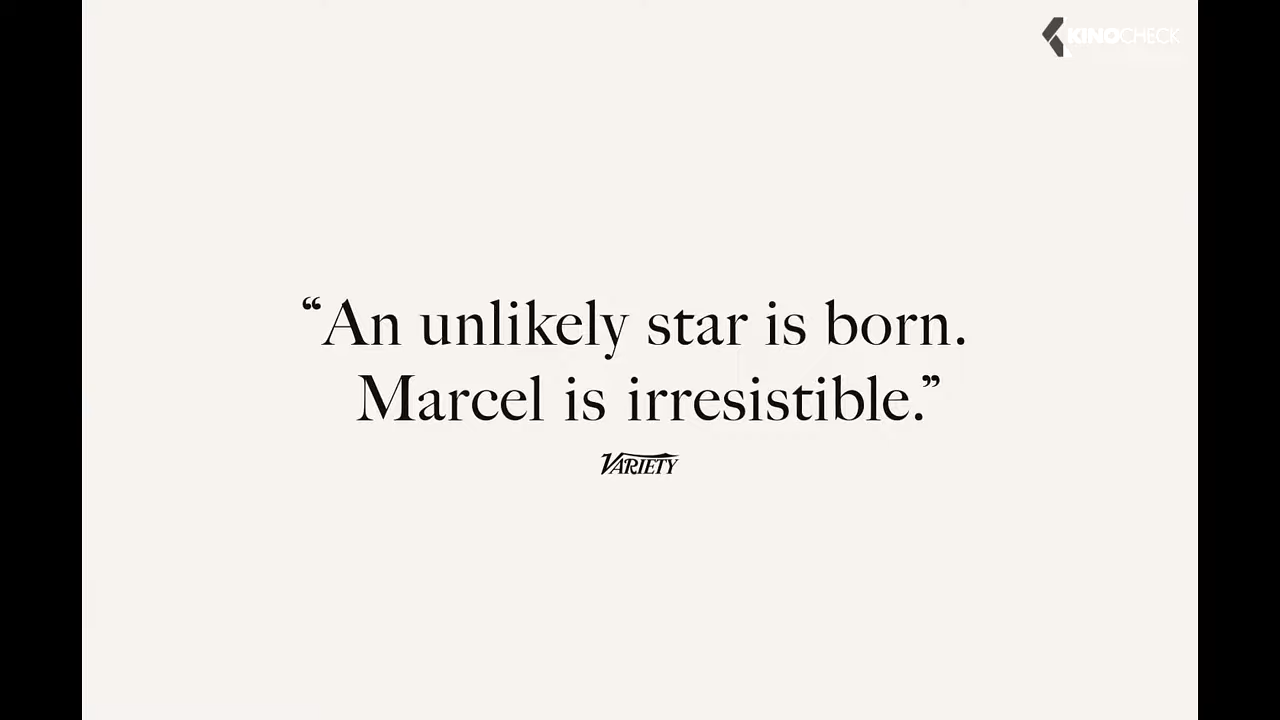 KINOCHECK
“An unlikely star is born.
Marcel is irresistible.”
VARIETY